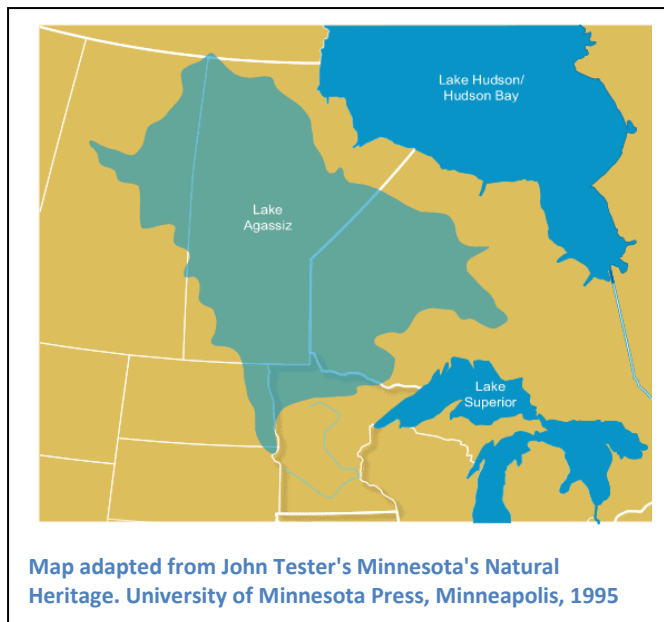 Lake Hudson/
Hudson Bay
Lake
Agassiz
Lake
Superior
Map adapted from John Tester's Minnesota's Natural
Heritage. University of Minnesota Press, Minneapolis, 1995